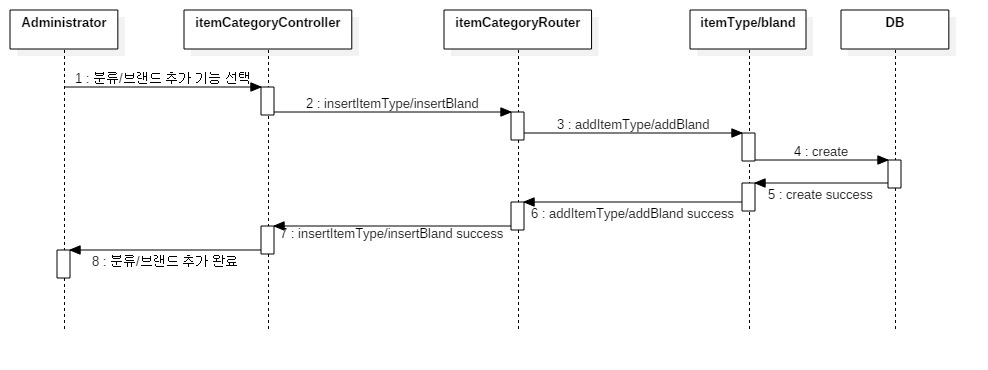 Administrator
itemCategoryController
itemCategoryRouter
itemType/bland
DB
1 : 분류/브랜드 추가 기능 선택
2 : insertItemType/insertBland
3 : addItemType/addBland
4 : create
5 : create success
6 : addItemType/addBland success
7 : insertItemType/insertBland success
8 : 분류/브랜드 추가 완료